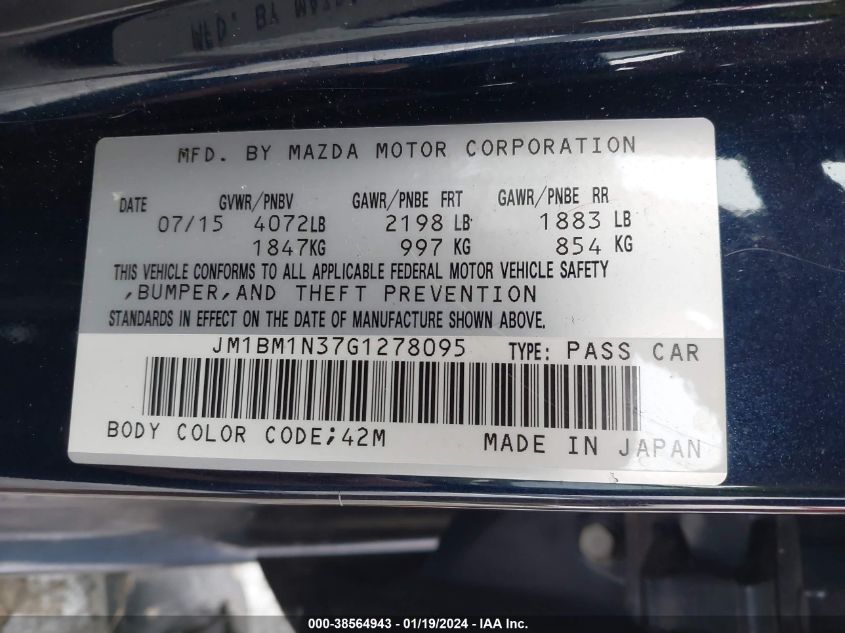 MFD. BY MAZDA MOTOR CORPORATION
DATE GVWR/PNBV GAWR/PNBE FRT GAWR/PNBE RR
07/15 4072LB 2198 LB 1883 LB
1847KG 997 KG 854 KG
THIS VEHICLE CONFORMS TO ALL APPLICABLE FEDERAL MOTOR VEHICLE SAFETY
,BUMPER,AND THEFT PREVENTION
STANDARDS IN EFFECT ON THE DATE OF MANUFACTURE SHOWN ABOVE.
JM1BM1N37G1278095 TYPE: PASS CAR
BODY COLOR CODE;42M MADE IN JAPAN
000-38564943 - 01/19/2024 - IAA Inc.